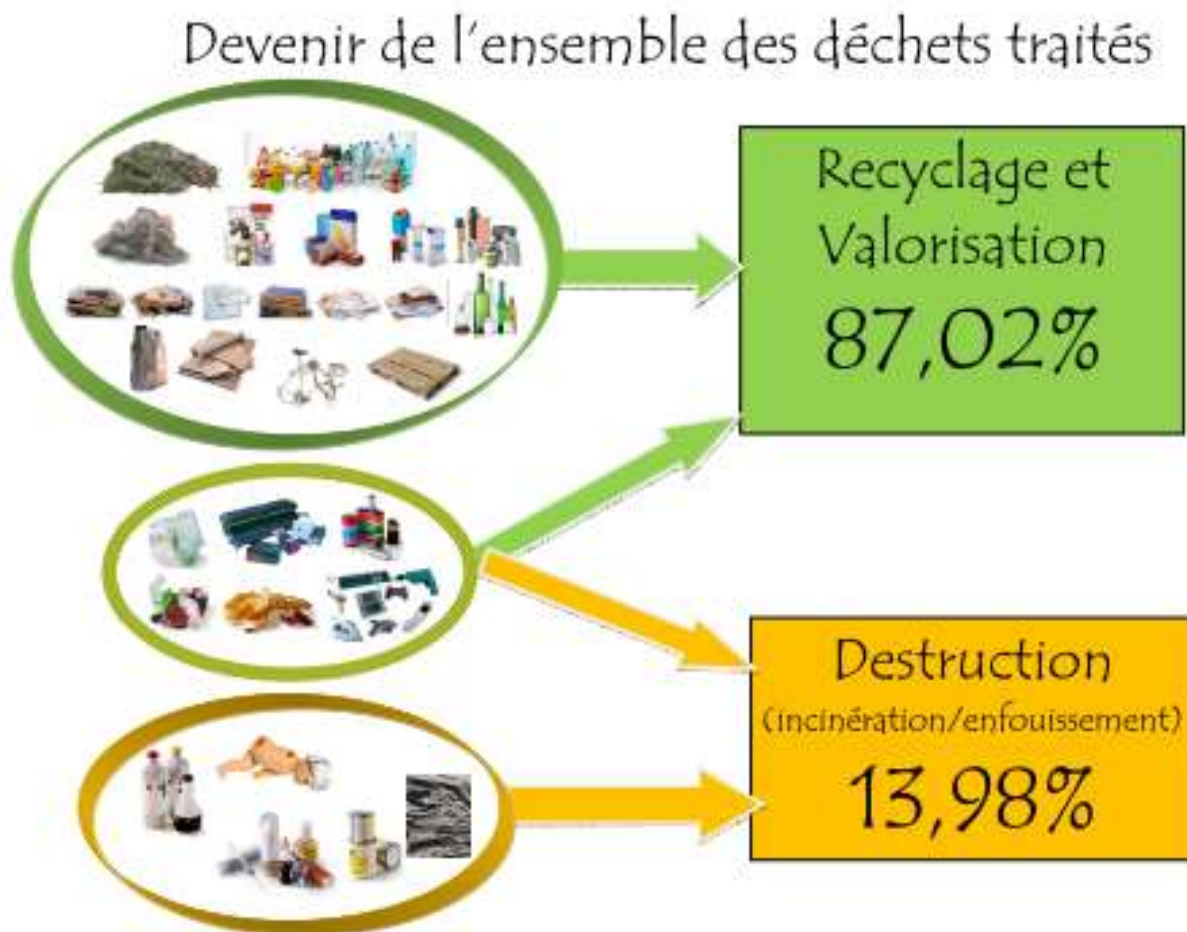 Devenir de l'ensemble des déchets traités
Recyclage et
Valorisation
87,02%
Destruction
(incinération/enfouissement)
13,98%